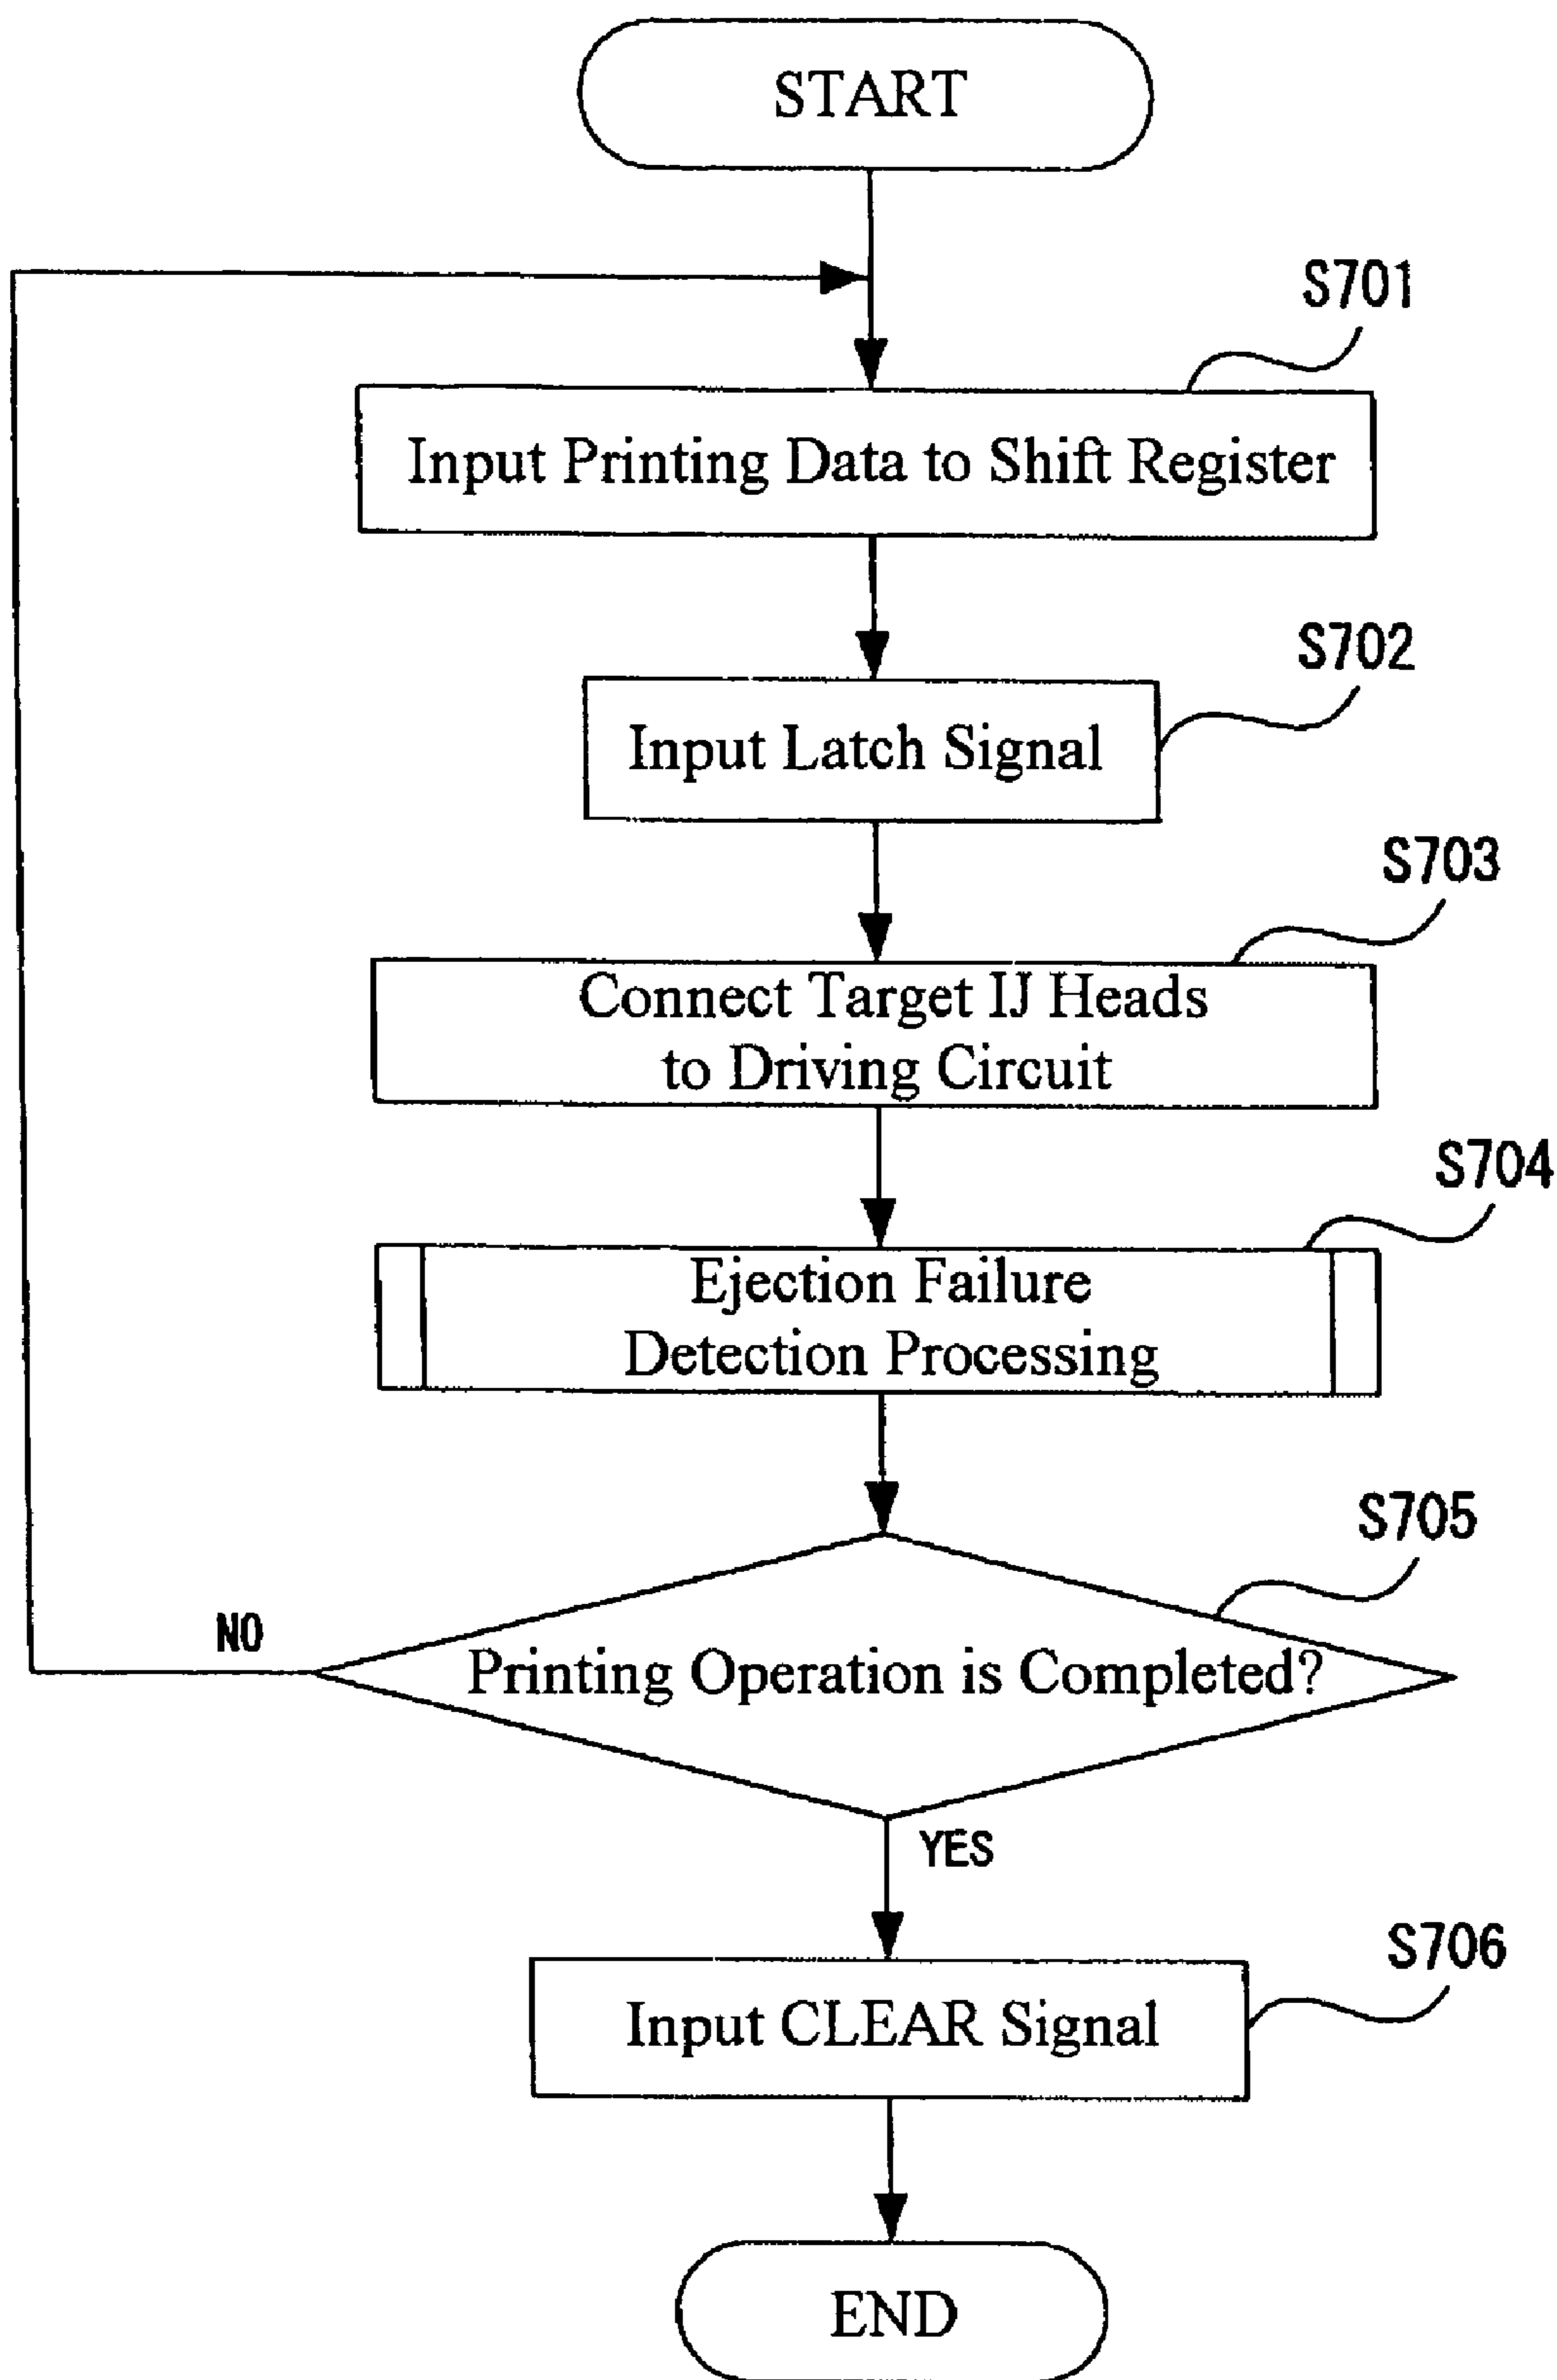 START
S701
Input Printing Data to Shift Register
S702
Input Latch Signal
S703
Connect Target IJ Heads
to Driving Circuit
S704
Ejection Failure
Detection Processing
S705
NO
Printing Operation is Completed?
YES
S706
Input CLEAR Signal
END